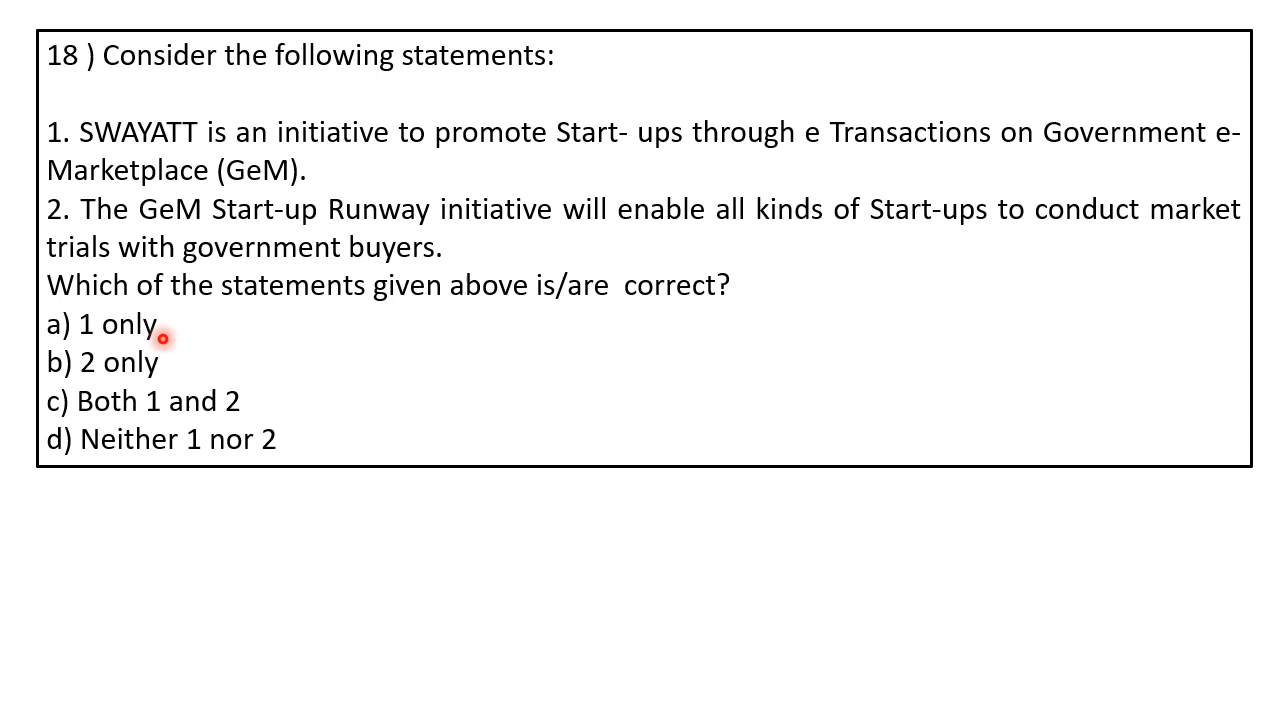 18 ) Consider the following statements:
1. SWAYATT is an initiative to promote Start- ups through e Transactions on Government e-
Marketplace (GeM).
2. The GeM Start-up Runway initiative will enable all kinds of Start-ups to conduct market
trials with government buyers.
Which of the statements given above is/are  correct?
a) 1 only
b) 2 only
c) Both 1 and 2
d) Neither 1 nor 2